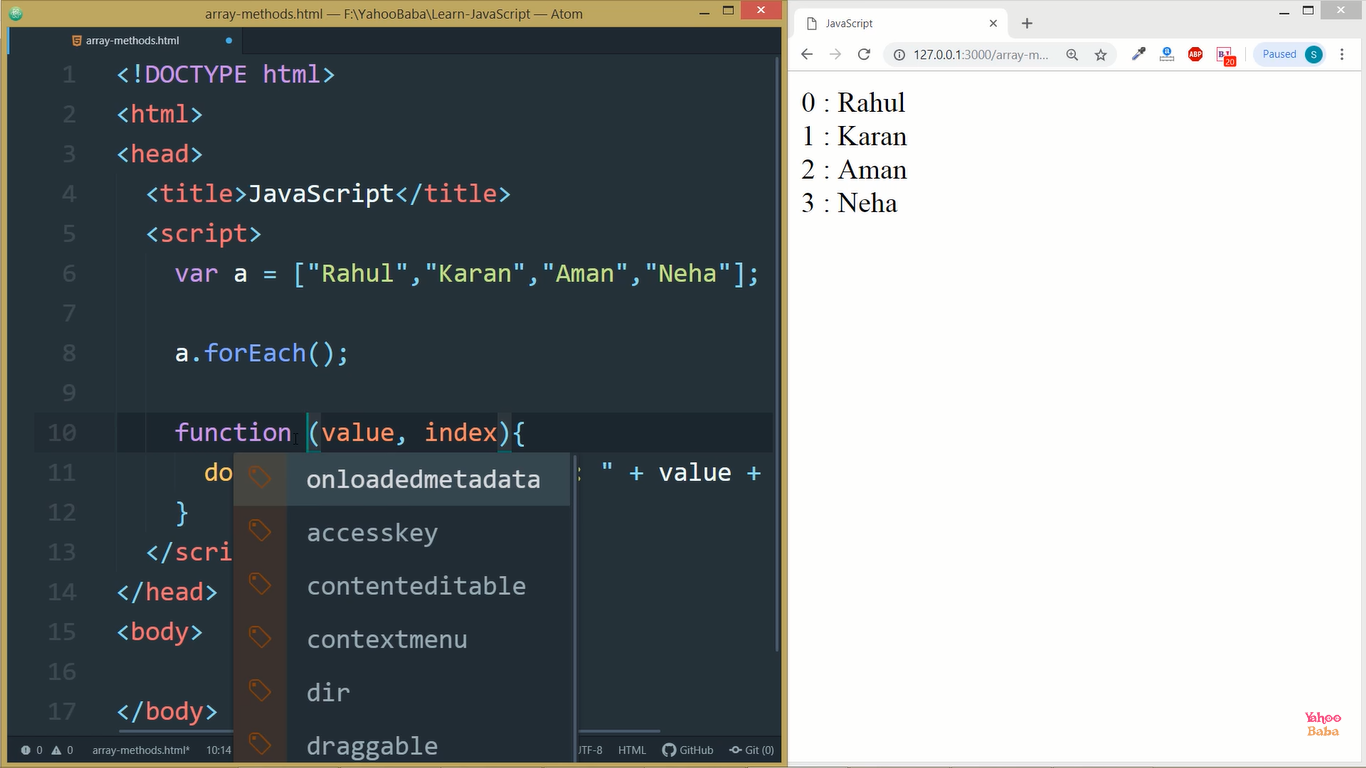 array-methods.html — F:\YahooBaba\Learn-JavaScript — Atom
array-methods.html
1 <!DOCTYPE html>
2 <html>
3 <head>
4 <title>JavaScript</title>
5 <script>
6 var a = ["Rahul","Karan","Aman","Neha"];
7
8 a.forEach();
9
10 function (value, index){
11 do : " + value +
12 }
13 </scri
14 </head>
15 <body>
16
17 </body>
onloadedmetadata
accesskey
contenteditable
contextmenu
dir
draggable
0 0 array-methods.html* 10:14 UTF-8 HTML GitHub Git (0)
JavaScript
127.0.0.1:3000/array-m... ABP 20 Paused S
0 : Rahul
1 : Karan
2 : Aman
3 : Neha
Yahoo
Baba